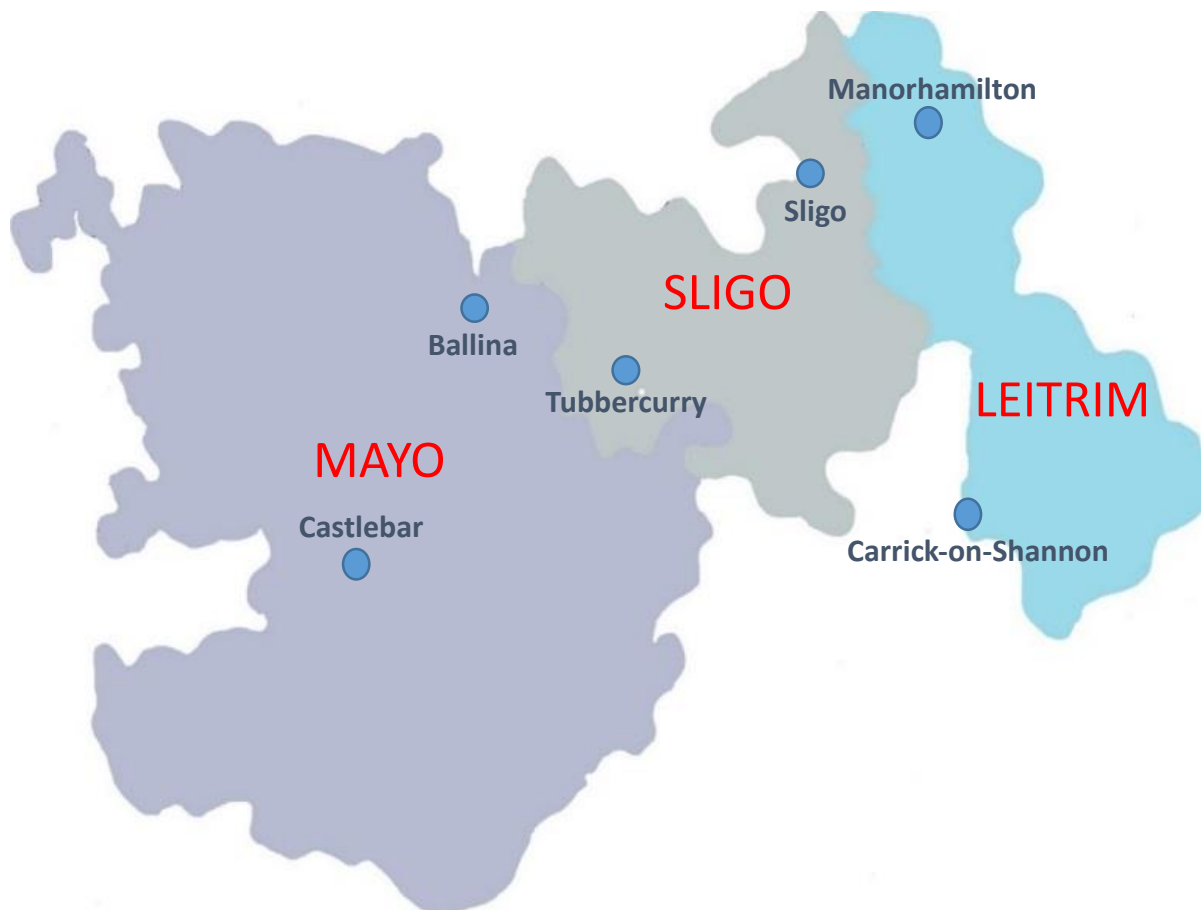 Manorhamilton
Sligo
SLIGO
Ballina
Tubbercurry
LEITRIM
MAYO
Castlebar
Carrick-on-Shannon